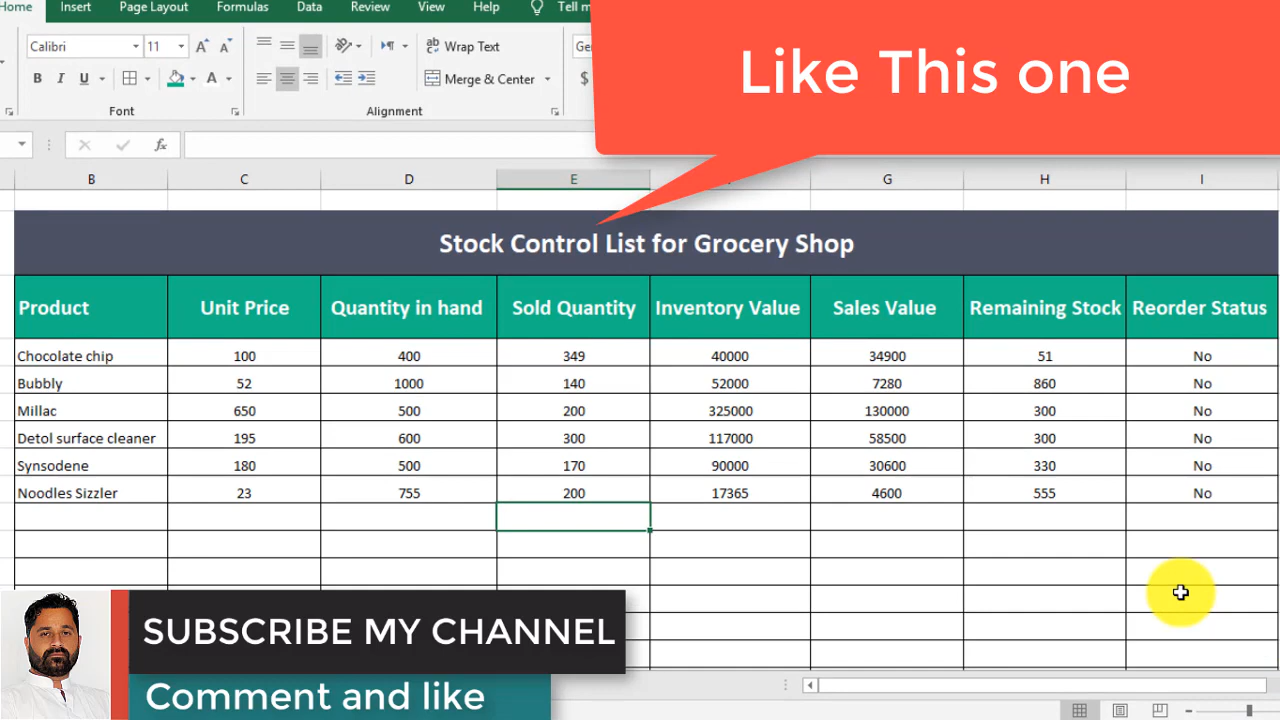 Home Insert Page Layout Formulas Data Review View Help Tell m
Like This one
Calibri 11 A A ab Wrap Text Ge
B I U A Merge & Center $
Font Alignment
fx
B C D E G H I
Stock Control List for Grocery Shop
Product Unit Price Quantity in hand Sold Quantity Inventory Value Sales Value Remaining Stock Reorder Status
Chocolate chip 100 400 349 40000 34900 51 No
Bubbly 52 1000 140 52000 7280 860 No
Millac 650 500 200 325000 130000 300 No
Detol surface cleaner 195 600 300 117000 58500 300 No
Synsodene 180 500 170 90000 30600 330 No
Noodles Sizzler 23 755 200 17365 4600 555 No
SUBSCRIBE MY CHANNEL
Comment and like